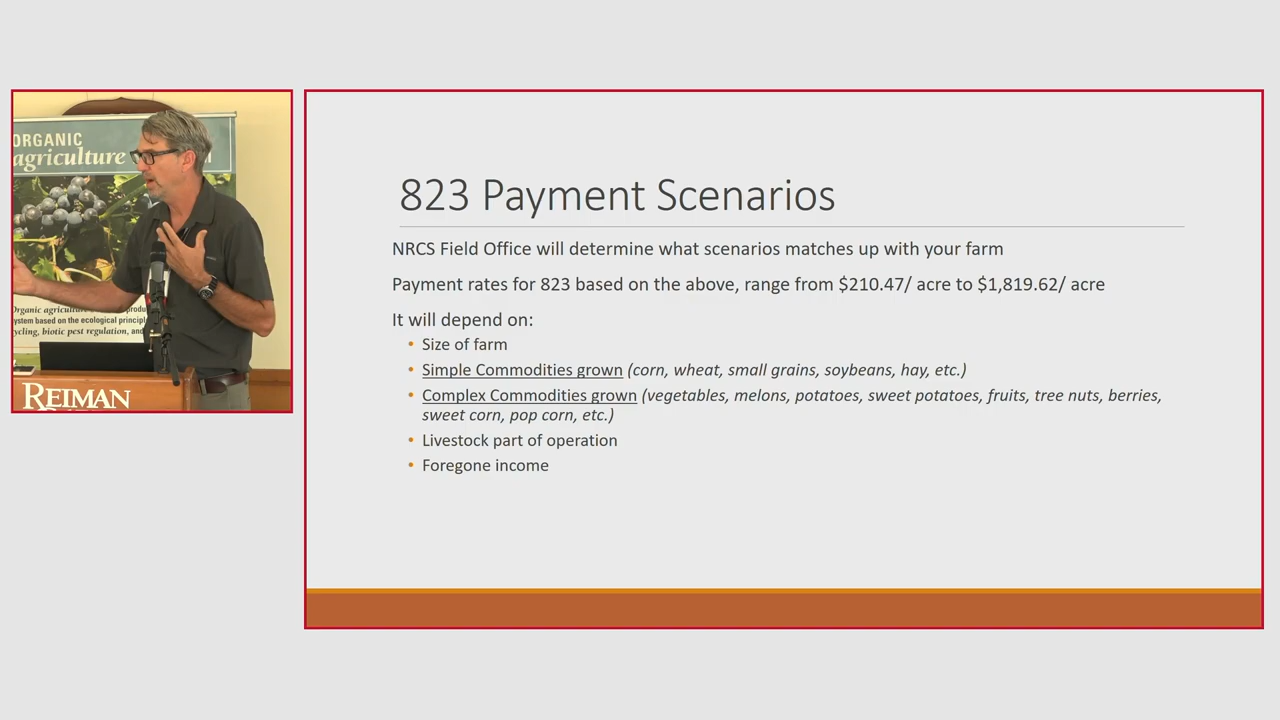 ORGANIC
agriculture
Organic agriculture
system based on the ecological
cycling, biotic pest regulation, and
REIMAN
823 Payment Scenarios
NRCS Field Office will determine what scenarios matches up with your farm
Payment rates for 823 based on the above, range from $210.47/ acre to $1,819.62/ acre
It will depend on:
• Size of farm
• Simple Commodities grown (corn, wheat, small grains, soybeans, hay, etc.)
• Complex Commodities grown (vegetables, melons, potatoes, sweet potatoes, fruits, tree nuts, berries,
sweet corn, pop corn, etc.)
• Livestock part of operation
• Foregone income